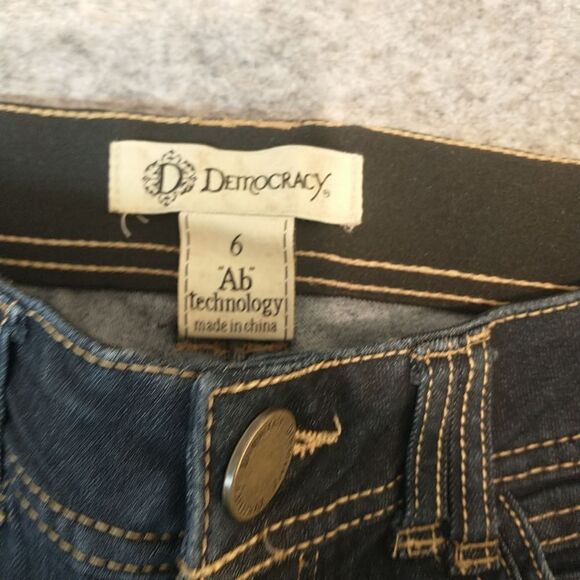 D DEMOCRACY®
6
"Ab"
technology
made in china